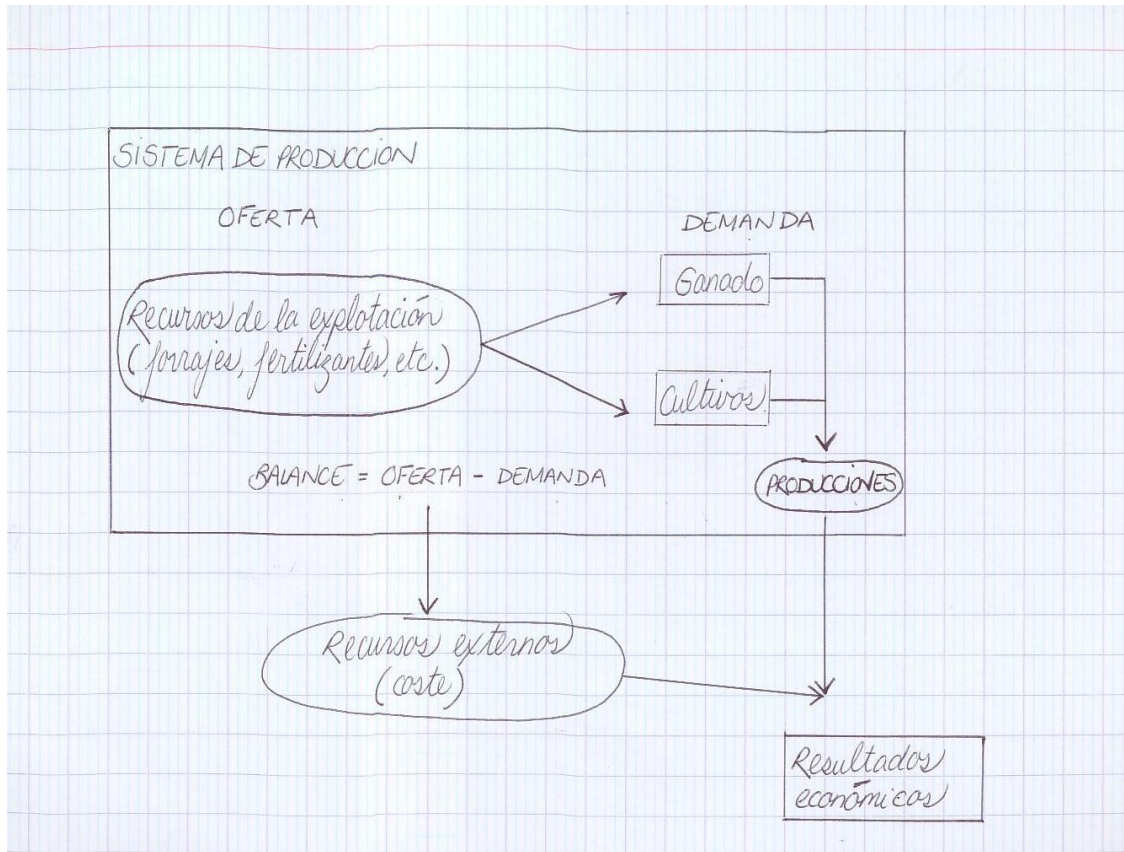 SISTEMA DE PRODUCCION
OFERTA
DEMANDA
Recursos de la explotación
(forrajes, fertilizantes, etc.)
Ganado
Cultivos
BALANCE = OFERTA - DEMANDA
PRODUCCIONES
Recursos externos
(coste)
Resultados
económicos